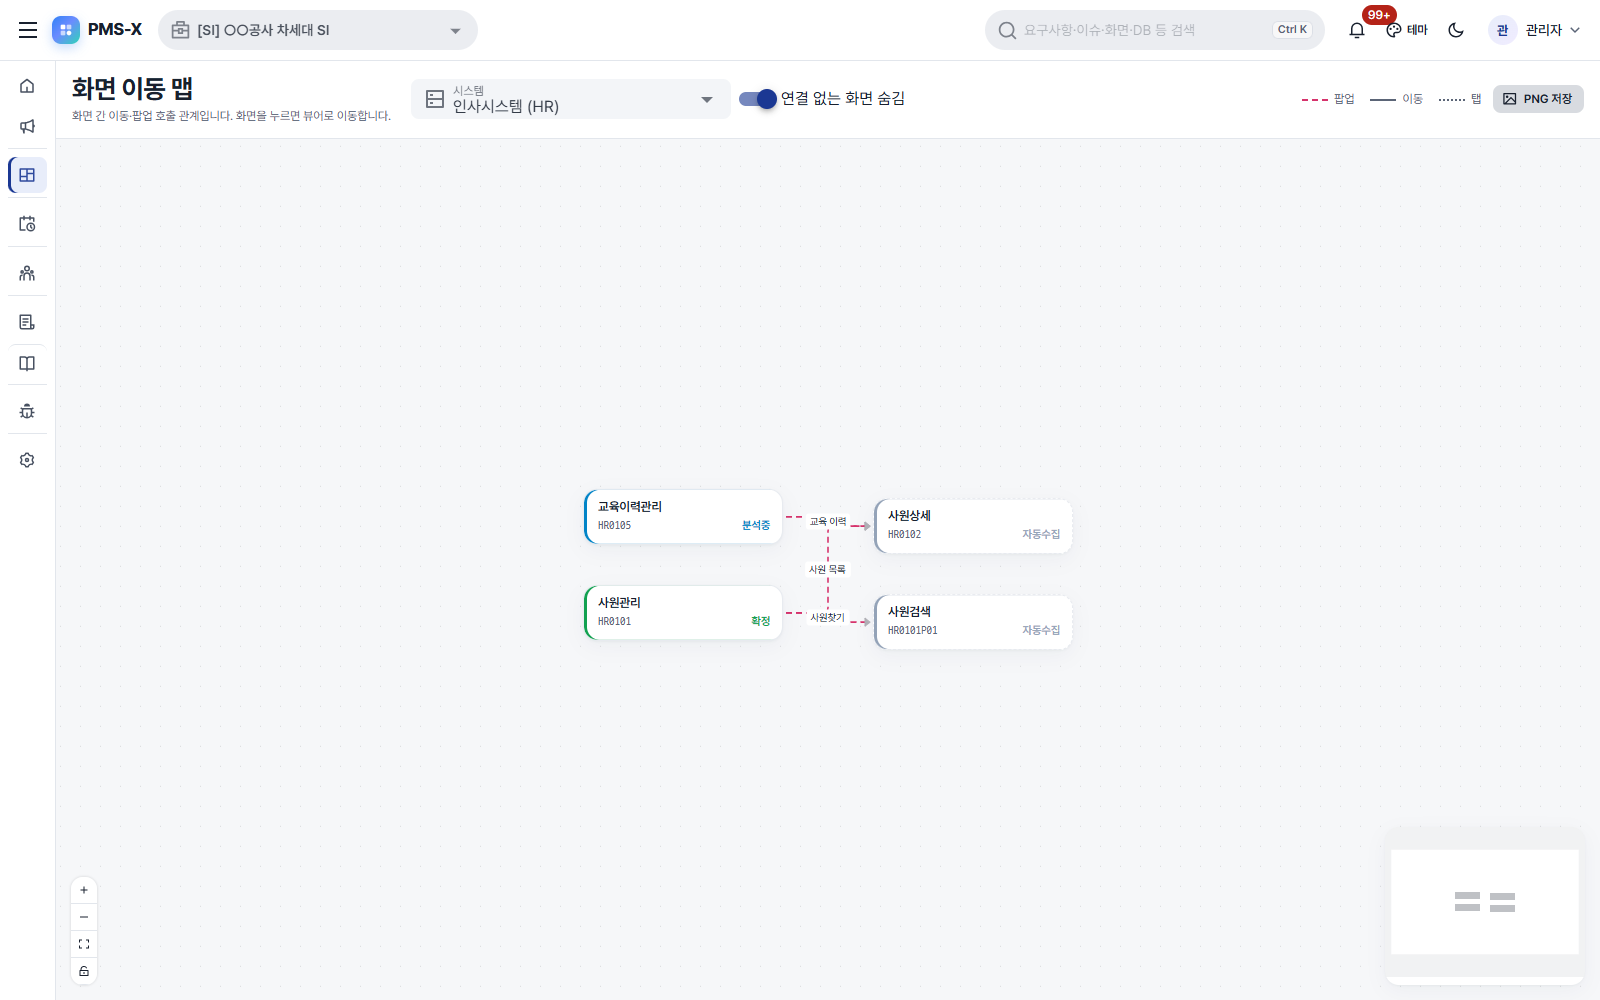 PMS-X
[SI] 〇〇공사 차세대 SI
요구사항·이슈·화면·DB 등 검색
Ctrl K
99+
테마
관
관리자
화면 이동 맵
화면 간 이동·팝업 호출 관계입니다. 화면을 누르면 뷰어로 이동합니다.
시스템
인사시스템 (HR)
연결 없는 화면 숨김
팝업
이동
탭
PNG 저장
교육이력관리
HR0105
분석중
교육 이력
사원상세
HR0102
자동수집
사원 목록
사원관리
HR0101
확정
사원찾기
사원검색
HR0101P01
자동수집